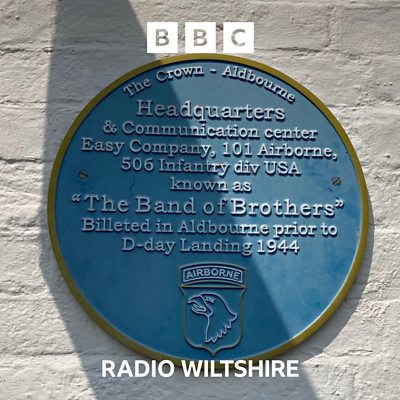 BBC
The Crown - Aldbourne
Headquarters
& Communication center
Easy Company, 101 Airborne,
506 Infantry div USA
known as
"The Band of Brothers"
Billeted in Aldbourne prior to
D-day Landing 1944
AIRBORNE
RADIO WILTSHIRE